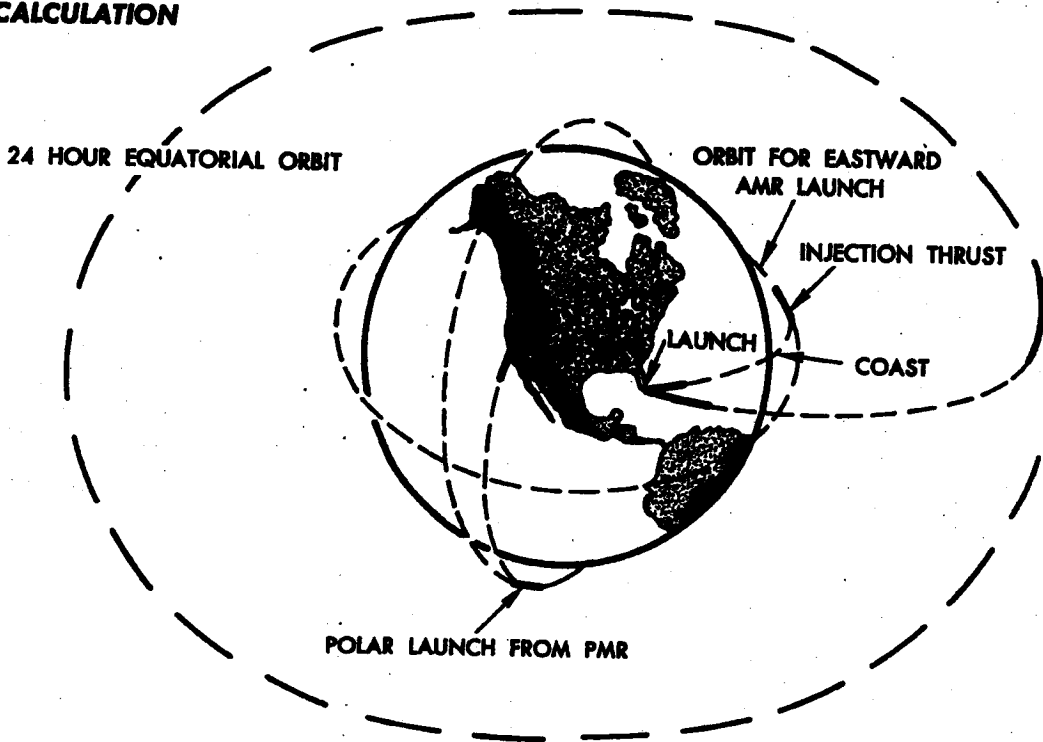 CALCULATION
24 HOUR EQUATORIAL ORBIT
ORBIT FOR EASTWARD
AMR LAUNCH
INJECTION THRUST
LAUNCH
COAST
POLAR LAUNCH FROM PMR